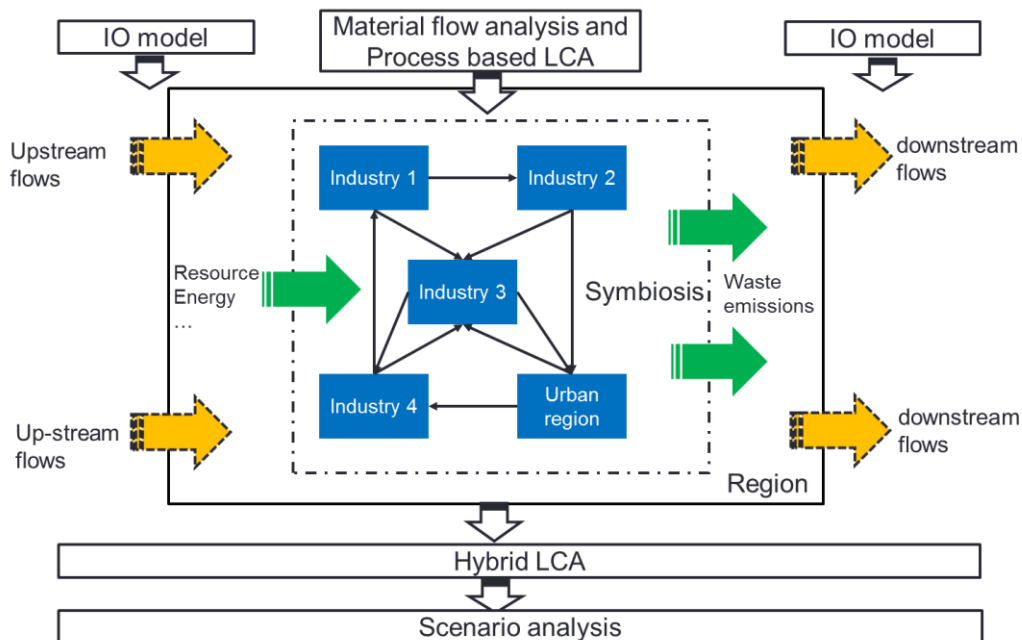 IO model
Material flow analysis and
Process based LCA
IO model
Upstream
flows
downstream
flows
Industry 1
Industry 2
Resource
Energy
...
Industry 3
Symbiosis
Waste
emissions
Up-stream
flows
Industry 4
Urban
region
downstream
flows
Region
Hybrid LCA
Scenario analysis